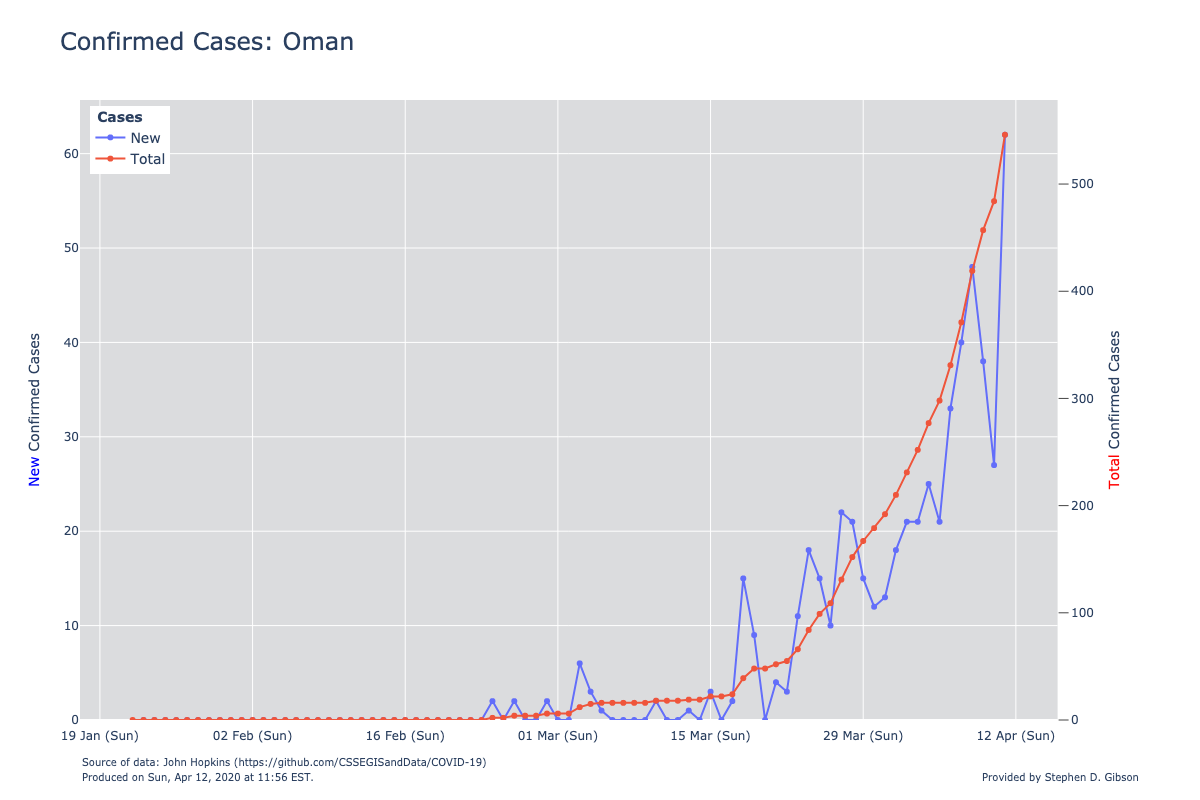 Confirmed Cases: Oman
Cases
New
Total
60
50
40
30
20
10
0
New Confirmed Cases
500
400
300
200
100
0
Total Confirmed Cases
19 Jan (Sun) 02 Feb (Sun) 16 Feb (Sun) 01 Mar (Sun) 15 Mar (Sun) 29 Mar (Sun) 12 Apr (Sun)
Source of data: John Hopkins (https://github.com/CSSEGISandData/COVID-19)
Produced on Sun, Apr 12, 2020 at 11:56 EST.
Provided by Stephen D. Gibson